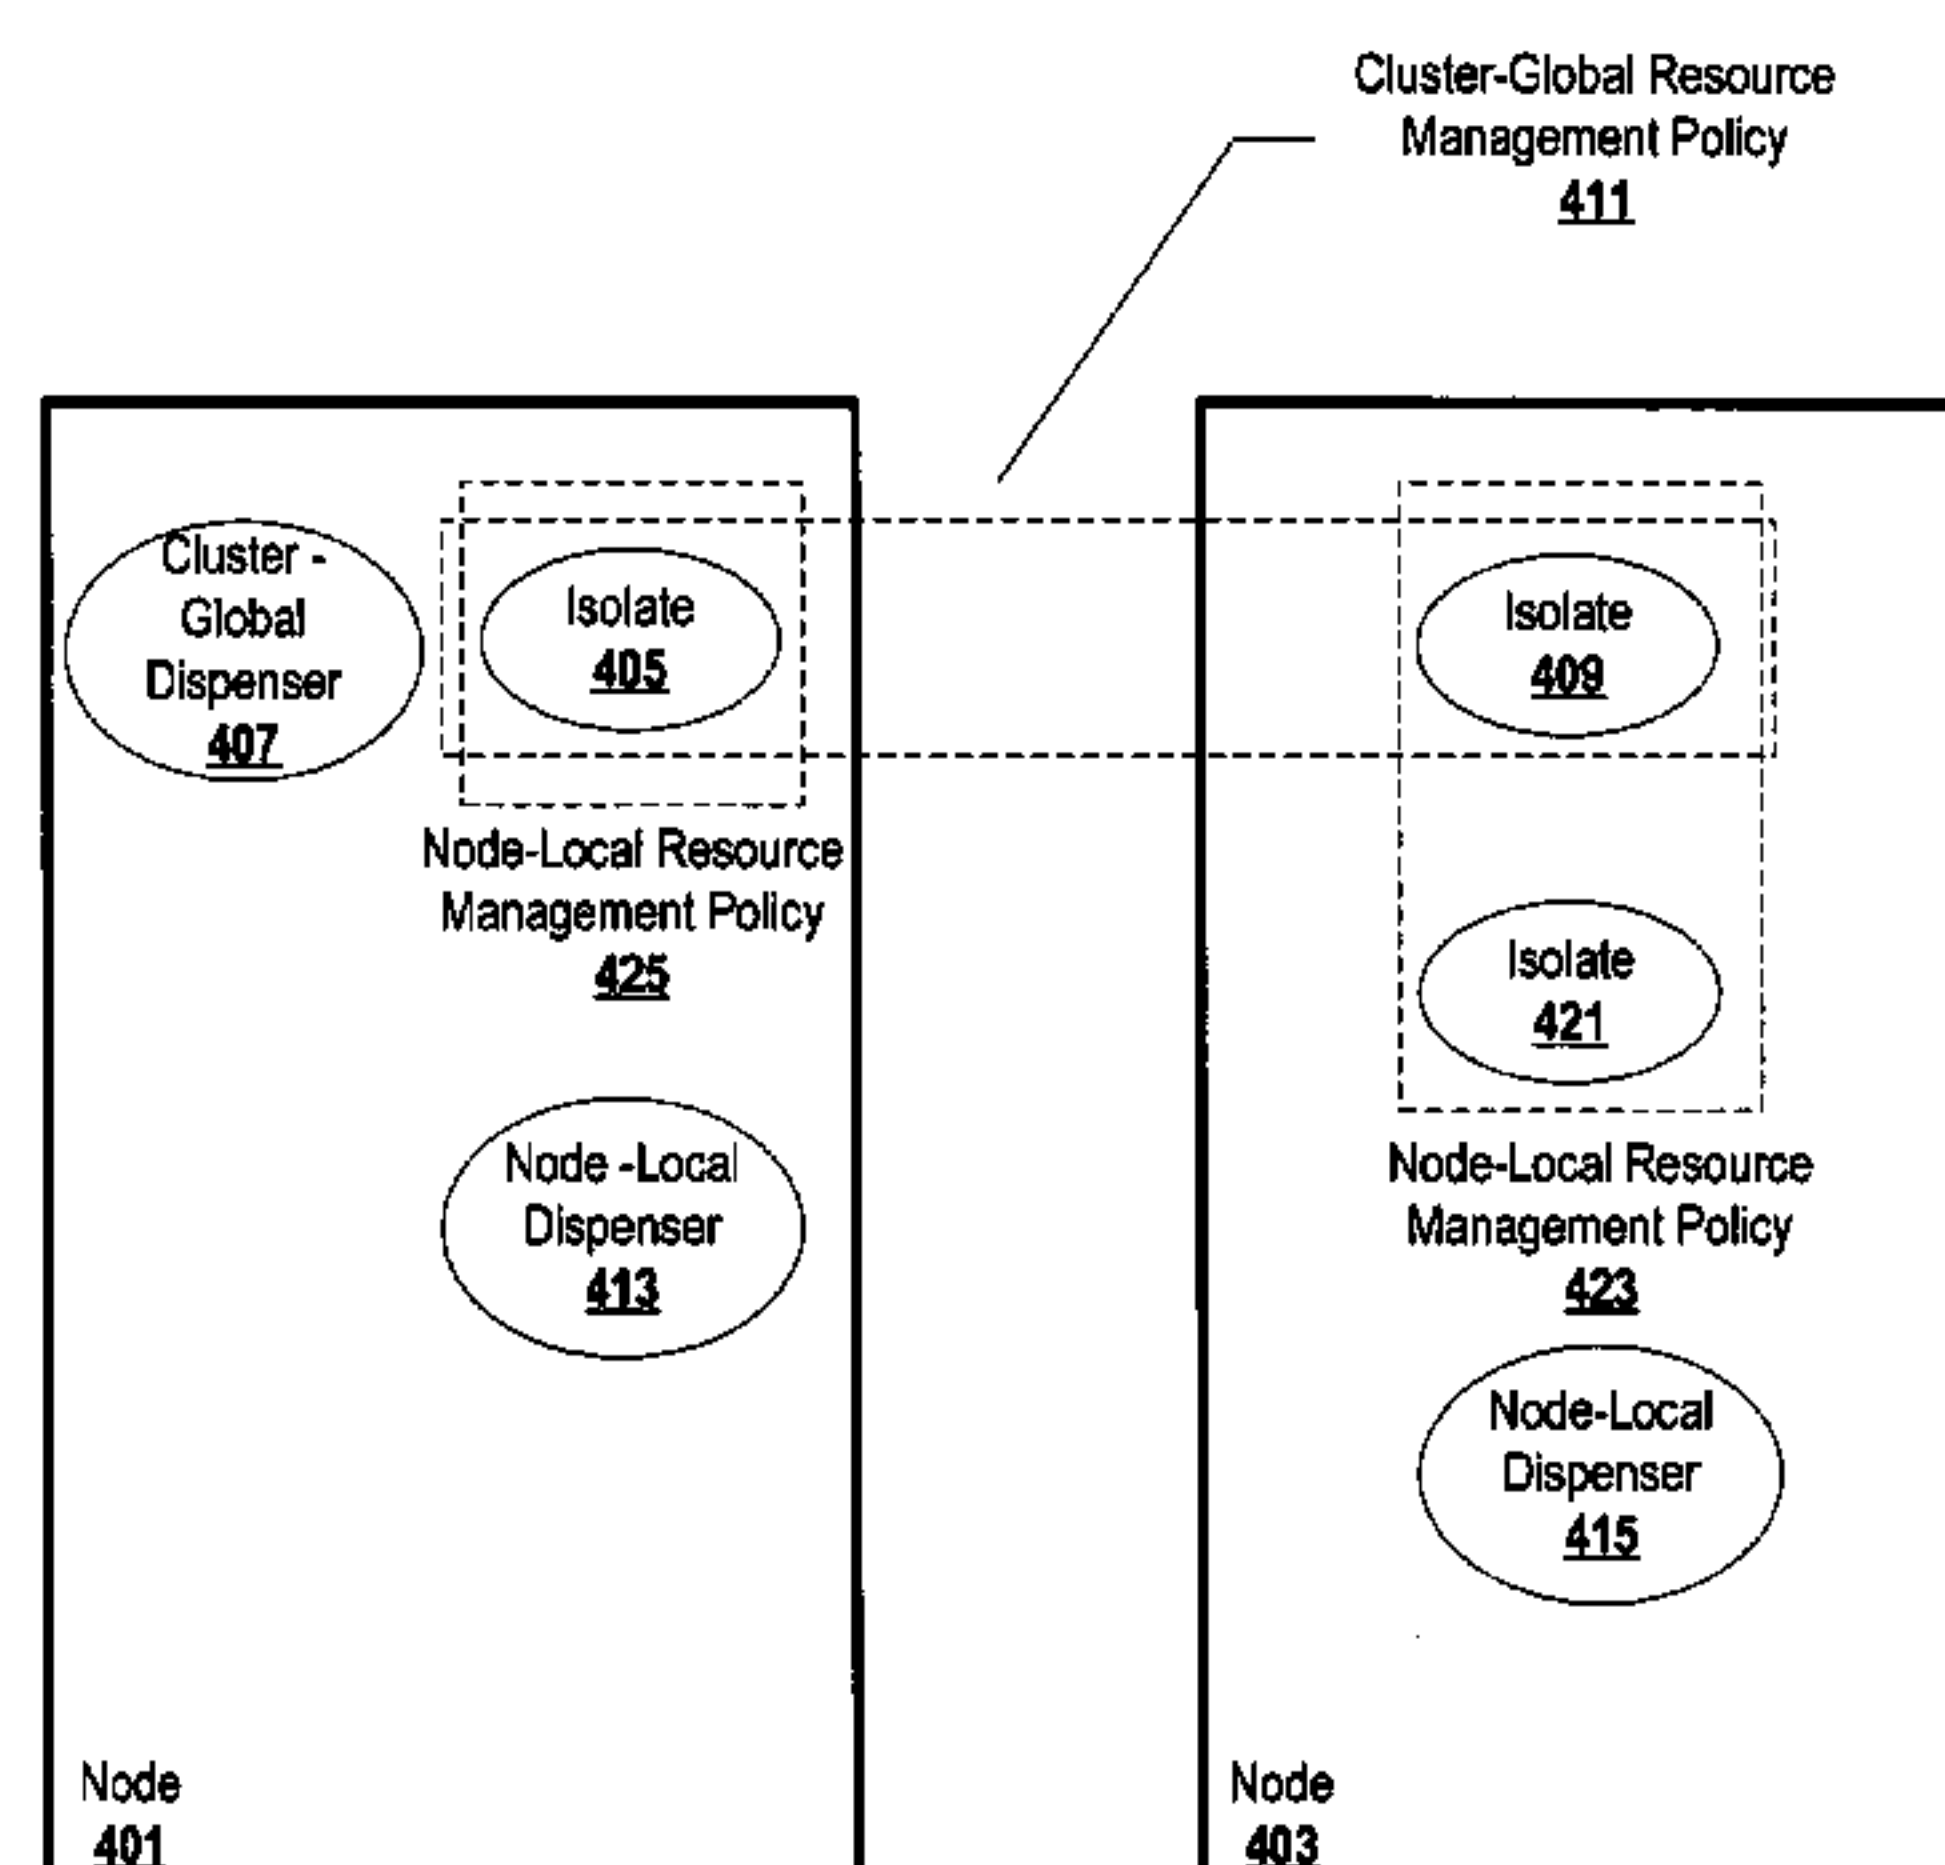 Cluster-Global Resource
Management Policy
411
Cluster -
Global
Dispenser
407
Isolate
405
Node-Local Resource
Management Policy
425
Node -Local
Dispenser
413
Node
401
Isolate
409
Isolate
421
Node-Local Resource
Management Policy
423
Node-Local
Dispenser
415
Node
403